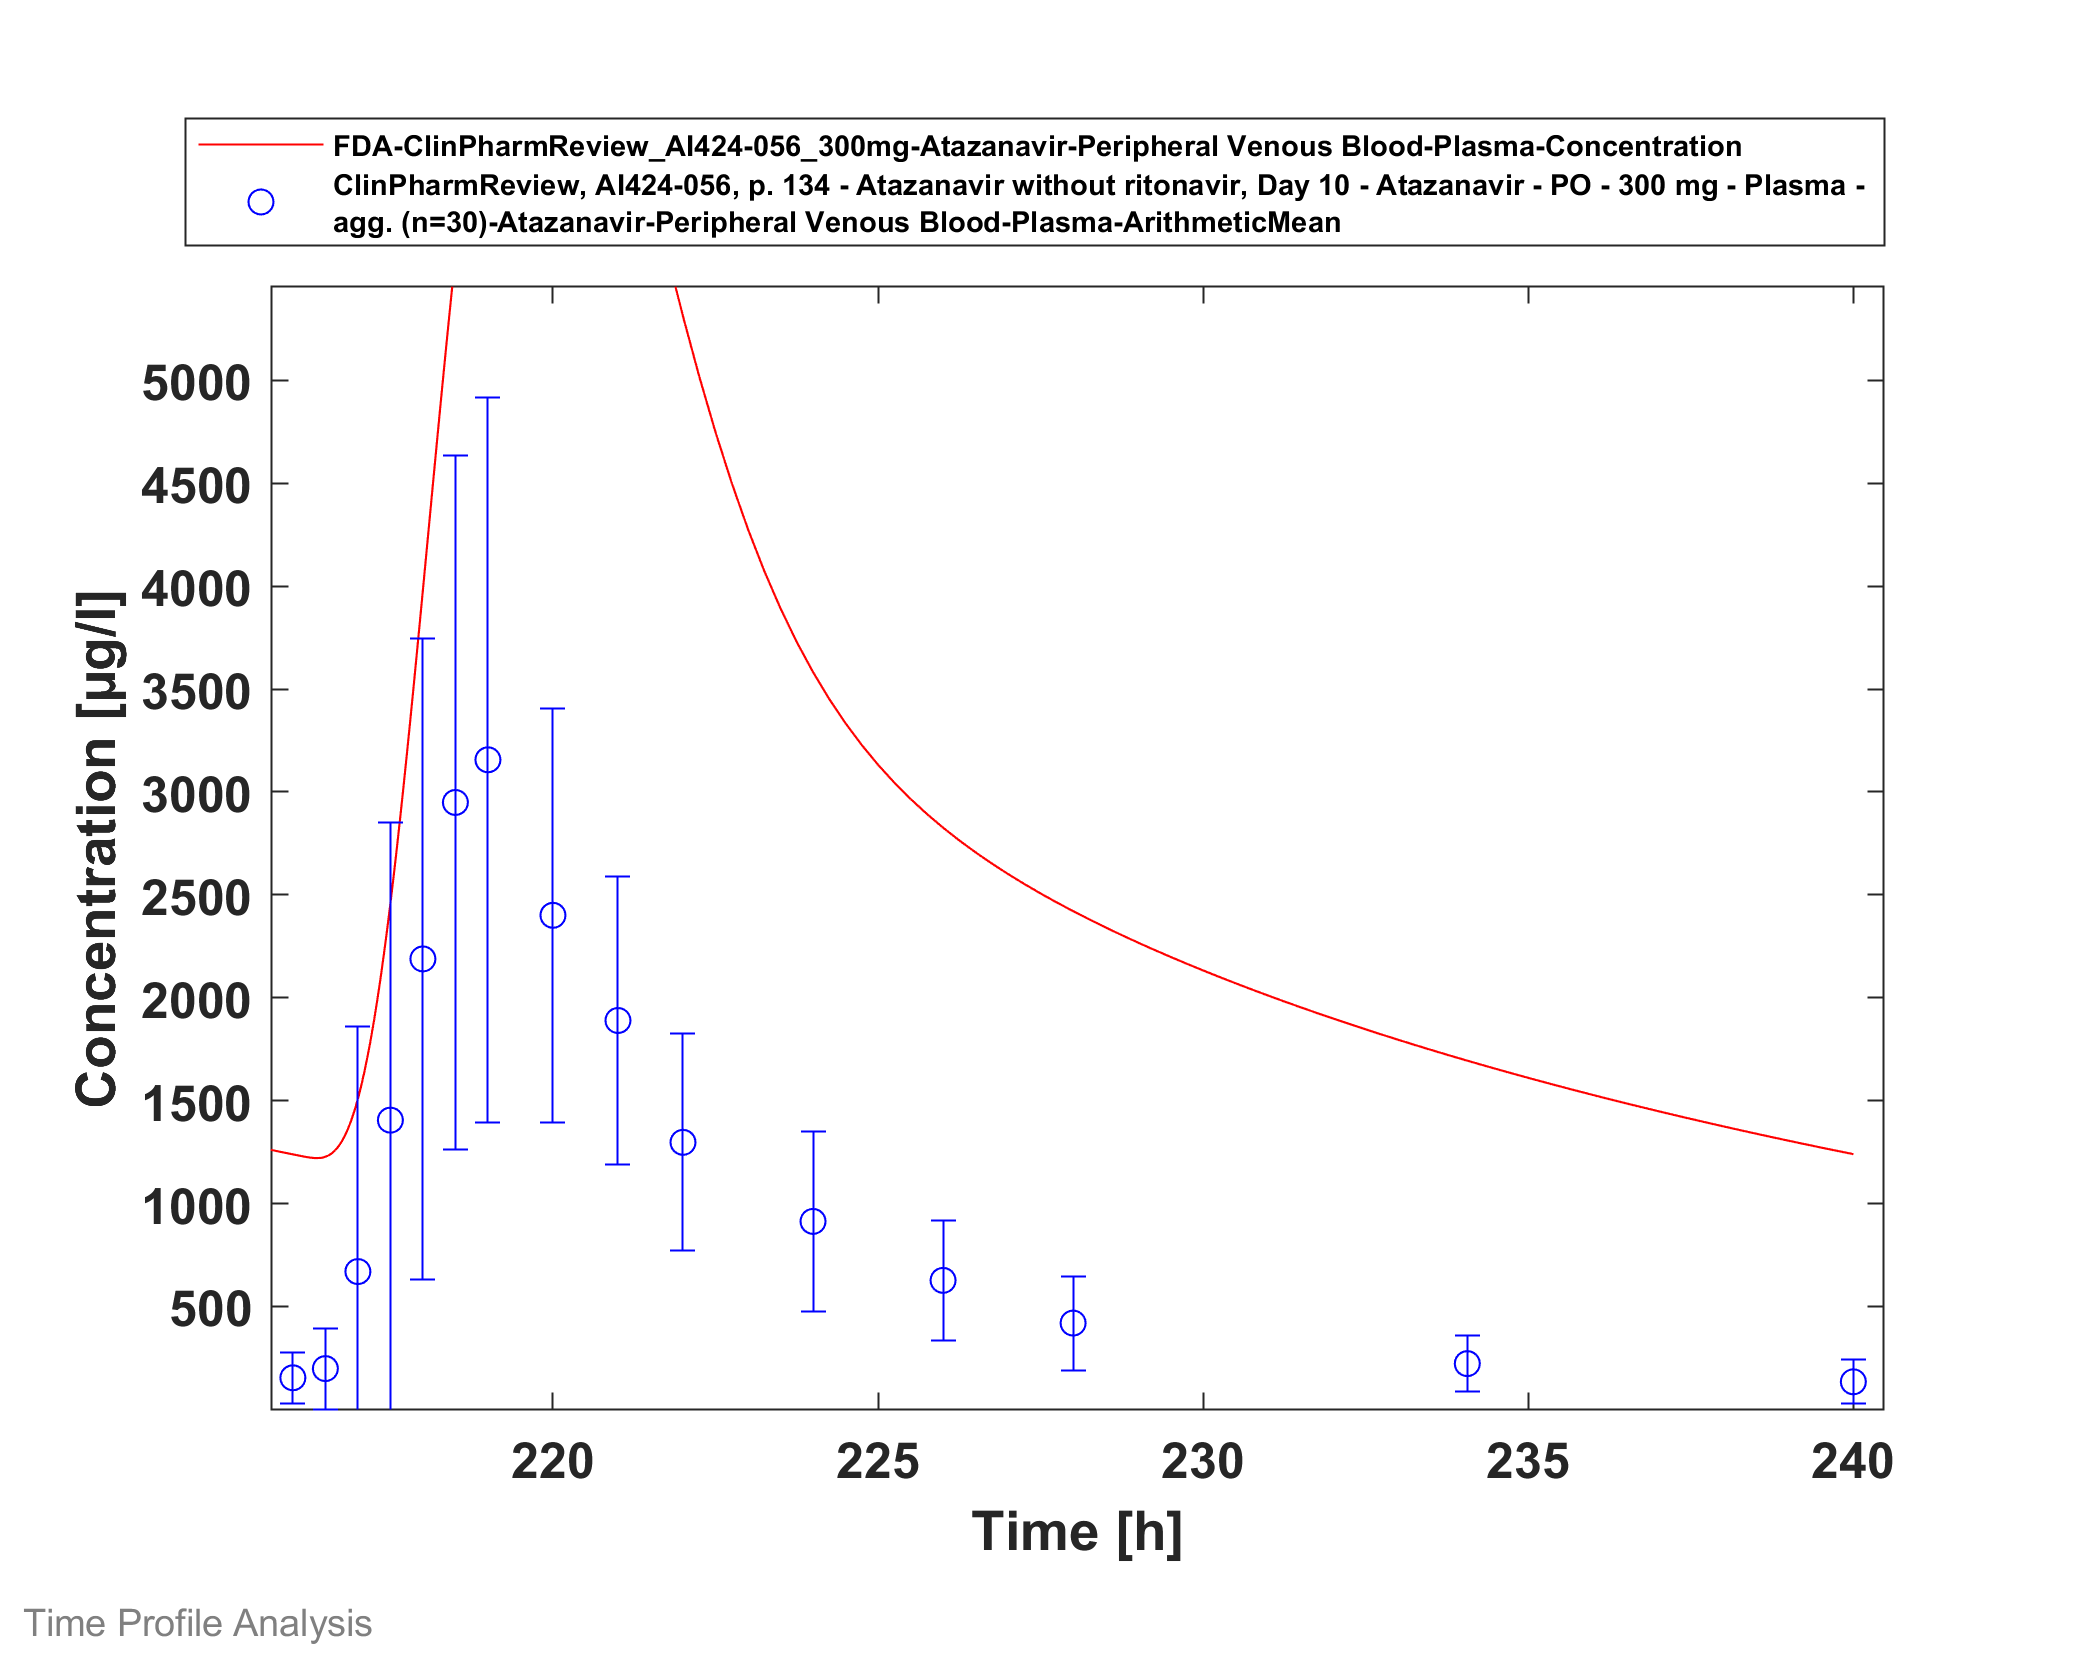 FDA-ClinPharmReview_AI424-056_300mg-Atazanavir-Peripheral Venous Blood-Plasma-Concentration
ClinPharmReview, AI424-056, p. 134 - Atazanavir without ritonavir, Day 10 - Atazanavir - PO - 300 mg - Plasma -
agg. (n=30)-Atazanavir-Peripheral Venous Blood-Plasma-ArithmeticMean
5000
4500
4000
3500
3000
2500
2000
1500
1000
500
Concentration [µg/l]
220 225 230 235 240
Time [h]
Time Profile Analysis